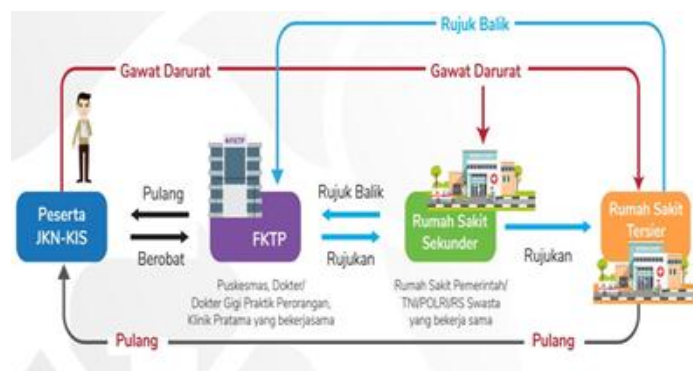 Rujuk Balik
Gawat Darurat
Gawat Darurat
FKTP
Peserta
JKN-KIS
Pulang
Berobat
FKTP
Rujuk Balik
Rujukan
Rumah Sakit
Sekunder
Rujukan
Rumah Sakit
Tersier
Puskesmas, Dokter/
Dokter Gigi Praktik Perorangan,
Klinik Pratama yang bekerjasama
Rumah Sakit Pemerintah/
TNI/POLRI/RS Swasta
yang bekerja sama
Pulang
Pulang